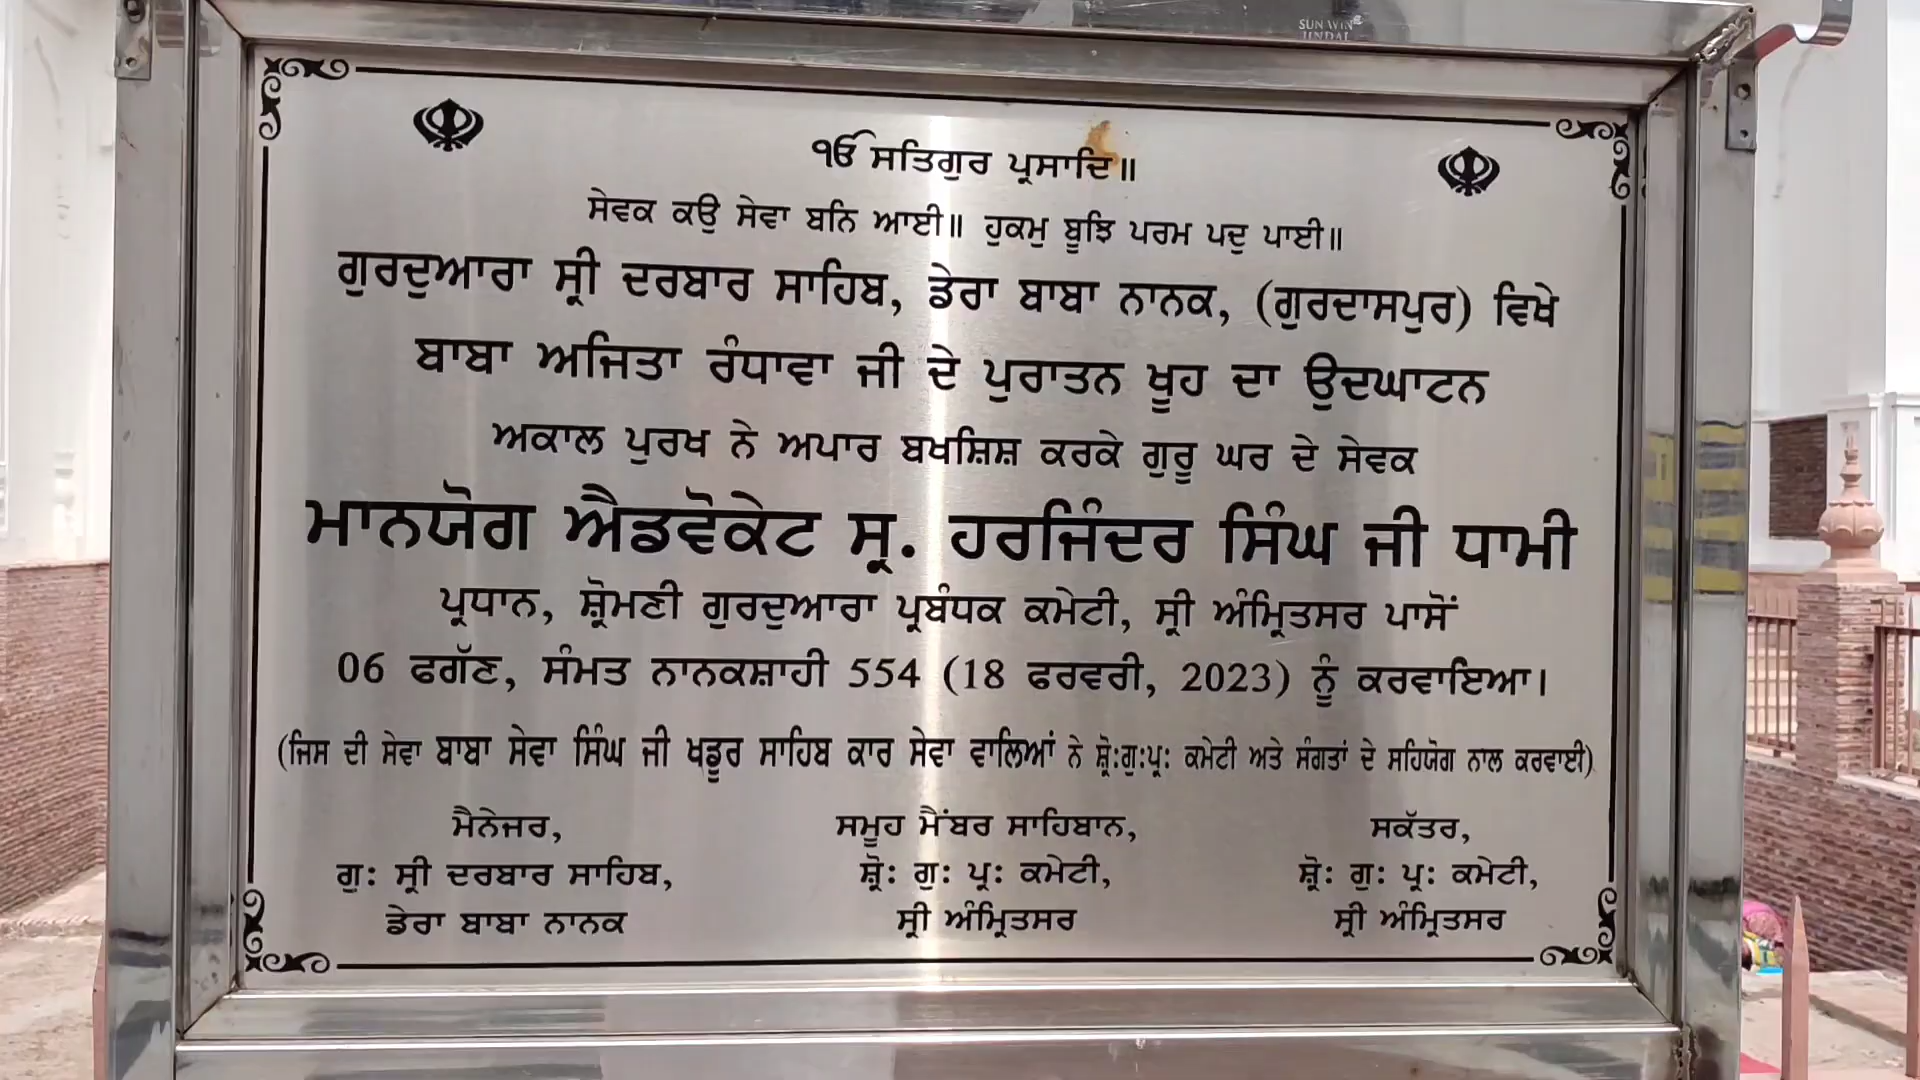 SUN WIN
JINDAL
ੴ ਸਤਿਗੁਰ ਪ੍ਰਸਾਦਿ॥
ਸੇਵਕ ਕਉ ਸੇਵਾ ਬਨਿ ਆਈ॥ ਹੁਕਮੁ ਬੂਝਿ ਪਰਮ ਪਦੁ ਪਾਈ॥
ਗੁਰਦੁਆਰਾ ਸ੍ਰੀ ਦਰਬਾਰ ਸਾਹਿਬ, ਡੇਰਾ ਬਾਬਾ ਨਾਨਕ, (ਗੁਰਦਾਸਪੁਰ) ਵਿਖੇ
ਬਾਬਾ ਅਜਿਤਾ ਰੰਧਾਵਾ ਜੀ ਦੇ ਪੁਰਾਤਨ ਖੂਹ ਦਾ ਉਦਘਾਟਨ
ਅਕਾਲ ਪੁਰਖ ਨੇ ਅਪਾਰ ਬਖਸ਼ਿਸ਼ ਕਰਕੇ ਗੁਰੂ ਘਰ ਦੇ ਸੇਵਕ
ਮਾਨਯੋਗ ਐਡਵੋਕੇਟ ਸ੍ਰ. ਹਰਜਿੰਦਰ ਸਿੰਘ ਜੀ ਧਾਮੀ
ਪ੍ਰਧਾਨ, ਸ਼੍ਰੋਮਣੀ ਗੁਰਦੁਆਰਾ ਪ੍ਰਬੰਧਕ ਕਮੇਟੀ, ਸ੍ਰੀ ਅੰਮ੍ਰਿਤਸਰ ਪਾਸੋਂ
06 ਫਗੱਣ, ਸੰਮਤ ਨਾਨਕਸ਼ਾਹੀ 554 (18 ਫਰਵਰੀ, 2023) ਨੂੰ ਕਰਵਾਇਆ।
(ਜਿਸ ਦੀ ਸੇਵਾ ਬਾਬਾ ਸੇਵਾ ਸਿੰਘ ਜੀ ਖਡੂਰ ਸਾਹਿਬ ਕਾਰ ਸੇਵਾ ਵਾਲਿਆਂ ਨੇ ਸ਼੍ਰੋ:ਗੁ:ਪ੍ਰ: ਕਮੇਟੀ ਅਤੇ ਸੰਗਤਾਂ ਦੇ ਸਹਿਯੋਗ ਨਾਲ ਕਰਵਾਈ)
ਮੈਨੇਜਰ,
ਗੁ: ਸ੍ਰੀ ਦਰਬਾਰ ਸਾਹਿਬ,
ਡੇਰਾ ਬਾਬਾ ਨਾਨਕ
ਸਮੂਹ ਮੈਂਬਰ ਸਾਹਿਬਾਨ,
ਸ਼੍ਰੋ: ਗੁ: ਪ੍ਰ: ਕਮੇਟੀ,
ਸ੍ਰੀ ਅੰਮ੍ਰਿਤਸਰ
ਸਕੱਤਰ,
ਸ਼੍ਰੋ: ਗੁ: ਪ੍ਰ: ਕਮੇਟੀ,
ਸ੍ਰੀ ਅੰਮ੍ਰਿਤਸਰ